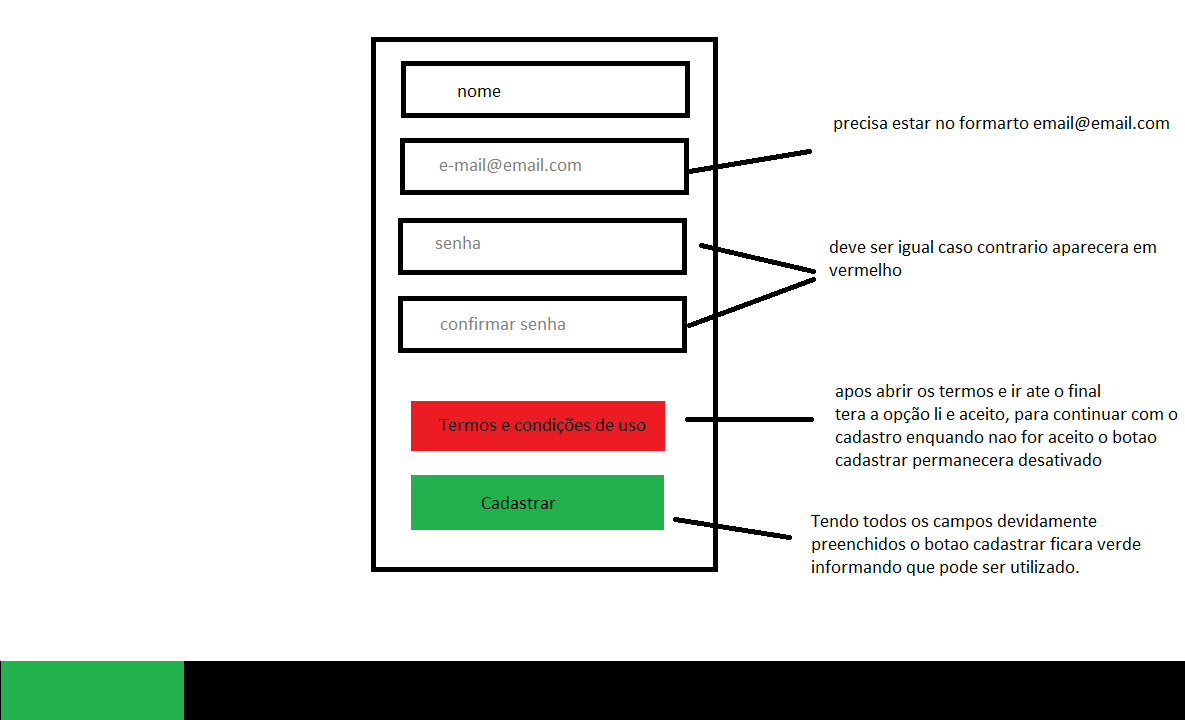 nome
precisa estar no formarto email@email.com
e-mail@email.com
senha
deve ser igual caso contrario aparecera em
vermelho
confirmar senha
apos abrir os termos e ir ate o final
tera a opção li e aceito, para continuar com o
cadastro enquando nao for aceito o botao
cadastrar permanecera desativado
Termos e condições de uso
Cadastrar
Tendo todos os campos devidamente
preenchidos o botao cadastrar ficara verde
informando que pode ser utilizado.